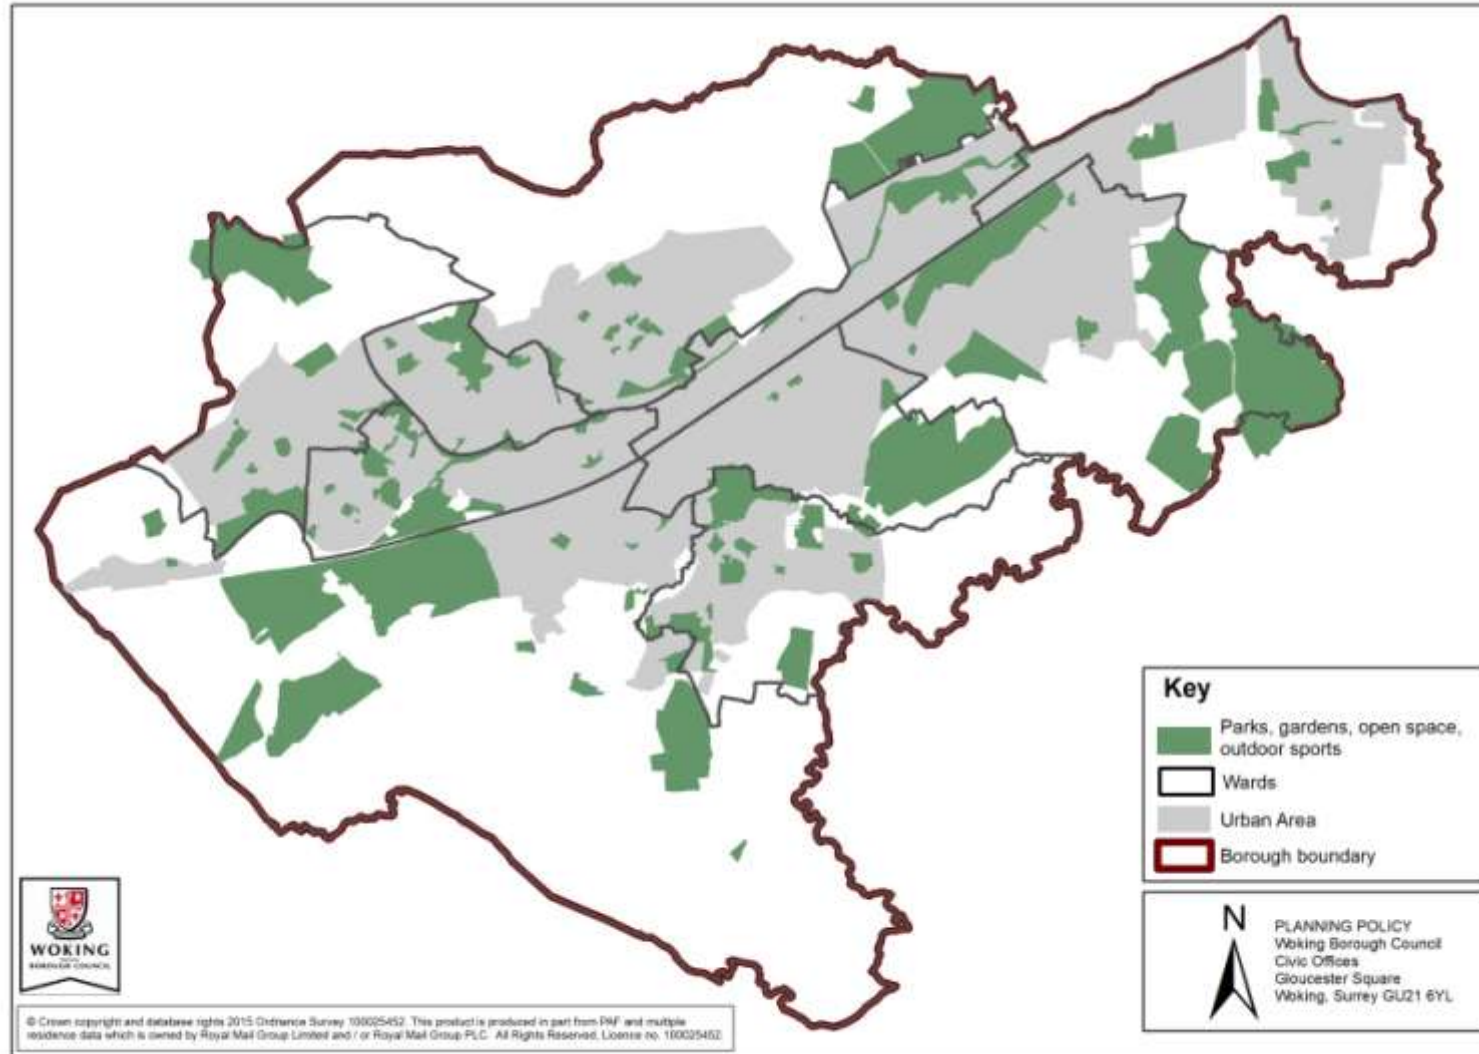 Key
Parks, gardens, open space,
outdoor sports
Wards
Urban Area
Borough boundary
N
PLANNING POLICY
Woking Borough Council
Civic Offices
Gloucester Square
Woking, Surrey GU21 6YL
WOKING
BOROUGH COUNCIL
© Crown copyright and database rights 2015 Ordnance Survey 100025452. This product is produced in part from PAF and multiple
residence data which is owned by Royal Mail Group Limited and / or Royal Mail Group PLC. All Rights Reserved, Licence no. 100025452.